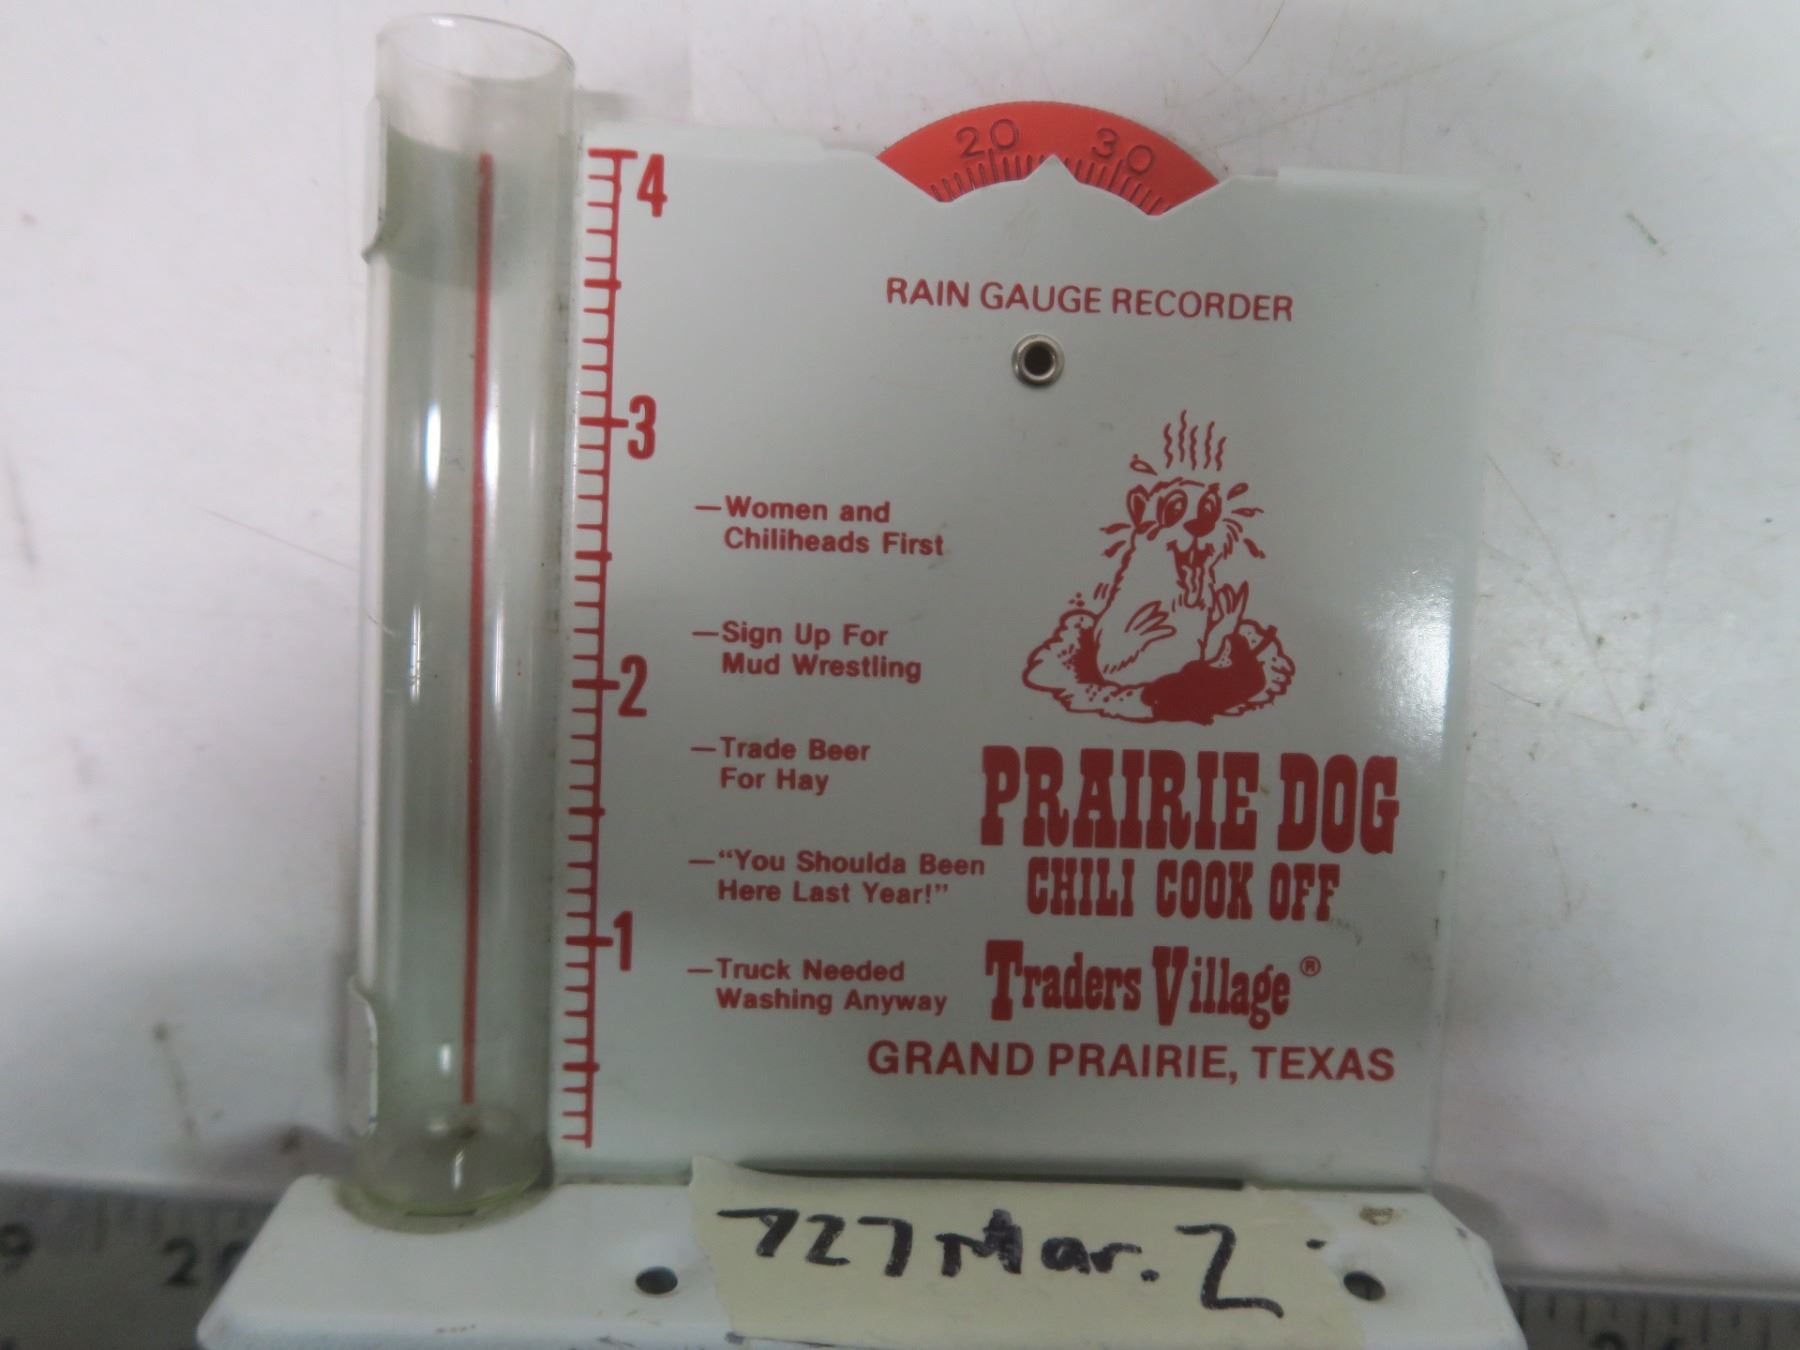 20 30
4
RAIN GAUGE RECORDER
3
—Women and
Chiliheads First
—Sign Up For
Mud Wrestling
2
—Trade Beer
For Hay
PRAIRIE DOG
—“You Shoulda Been
Here Last Year!”
CHILI COOK OFF
1
—Truck Needed
Washing Anyway
Traders Village®
GRAND PRAIRIE, TEXAS
727 Mar. 2